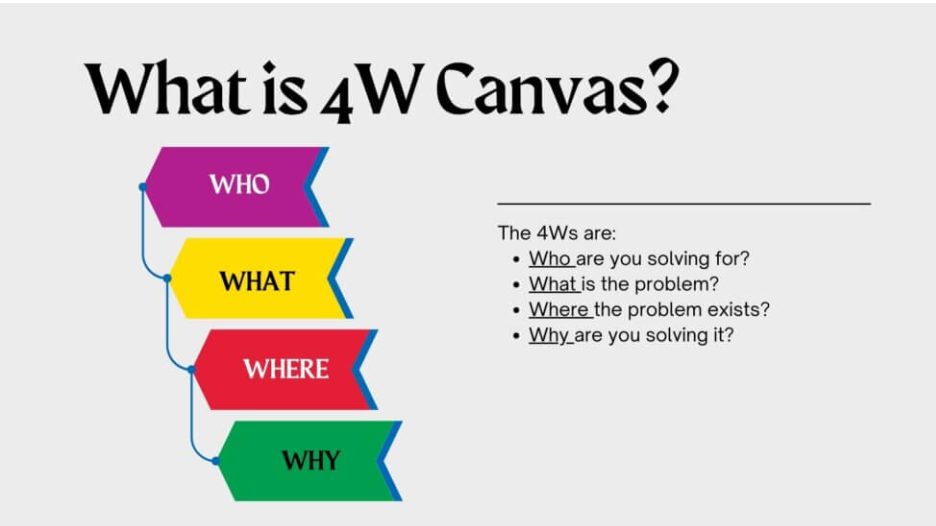 What is 4W Canvas?
WHO
WHAT
WHERE
WHY
The 4Ws are:
• Who are you solving for?
• What is the problem?
• Where the problem exists?
• Why are you solving it?